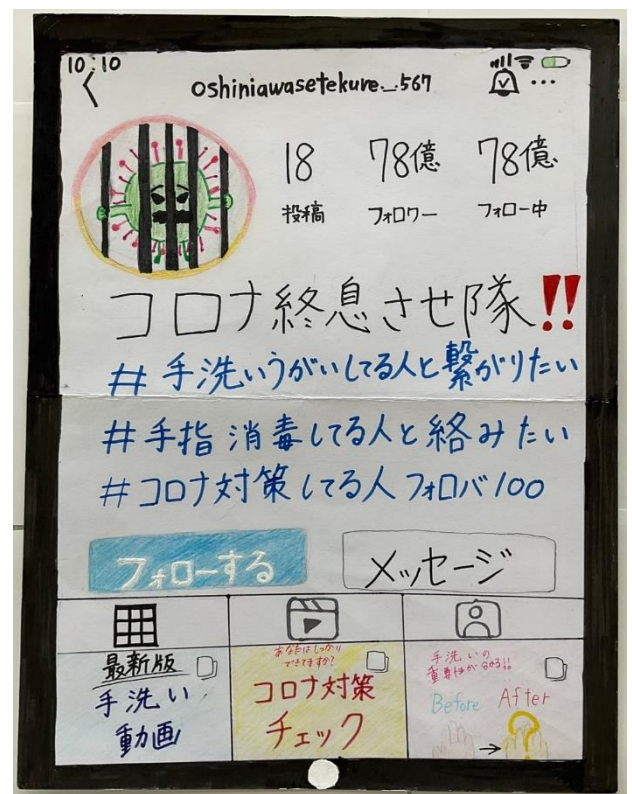 10:10
oshiniawasetekure._.567
18 78億 78億
投稿 フォロワー フォロー中
コロナ終息させ隊!!
#手洗いうがいしてる人と繋がりたい
#手指消毒してる人と絡みたい
#コロナ対策してる人フォロバ100
フォローする メッセージ
最新版
手洗い
動画
あなたはしっかり
できてますか?
コロナ対策
チェック
手洗いの
重要性が分かる!!
Before After